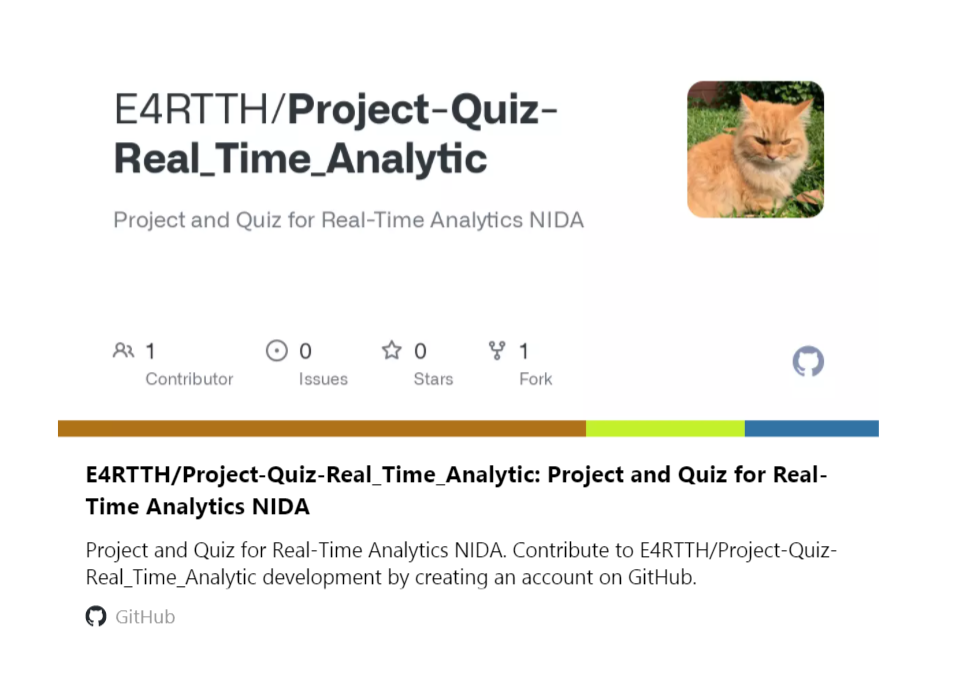 E4RTTH/Project-Quiz-
Real_Time_Analytic
Project and Quiz for Real-Time Analytics NIDA
1
Contributor
0
Issues
0
Stars
1
Fork
E4RTTH/Project-Quiz-Real_Time_Analytic: Project and Quiz for Real-
Time Analytics NIDA
Project and Quiz for Real-Time Analytics NIDA. Contribute to E4RTTH/Project-Quiz-
Real_Time_Analytic development by creating an account on GitHub.
GitHub